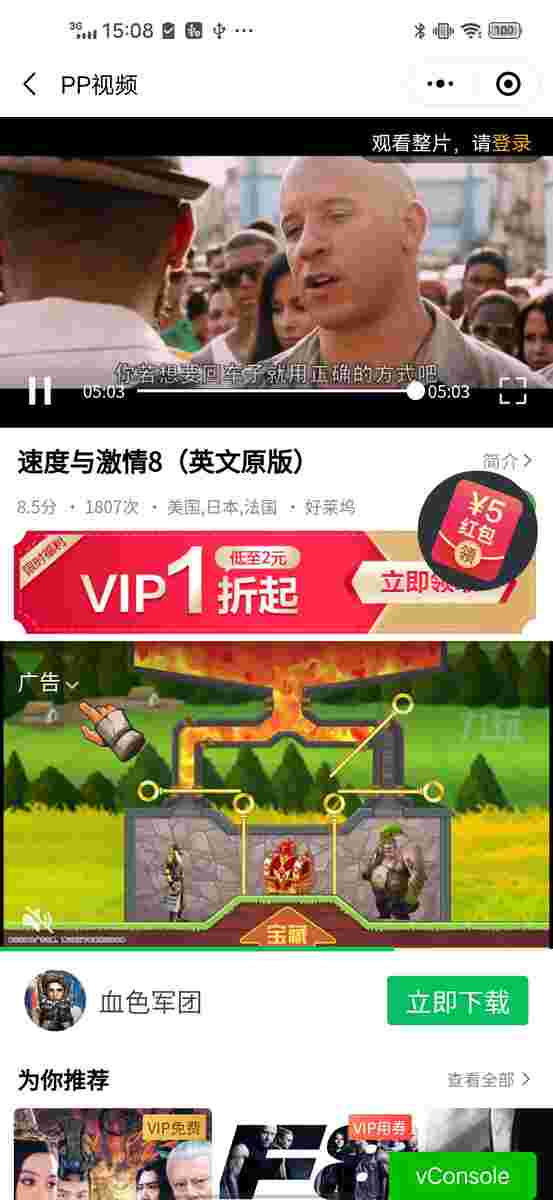 3G 15:08 100
PP视频
观看整片，请登录
你若想要回车子就用正确的方式吧
05:03 05:03
速度与激情8（英文原版） 简介
8.5分 · 1807次 · 美国,日本,法国 · 好莱坞
¥5
红包
领
限时福利
VIP1折起
低至2元
立即领
广告
宝藏
血色军团
立即下载
为你推荐 查看全部
VIP免费
VIP用券
F8
vConsole